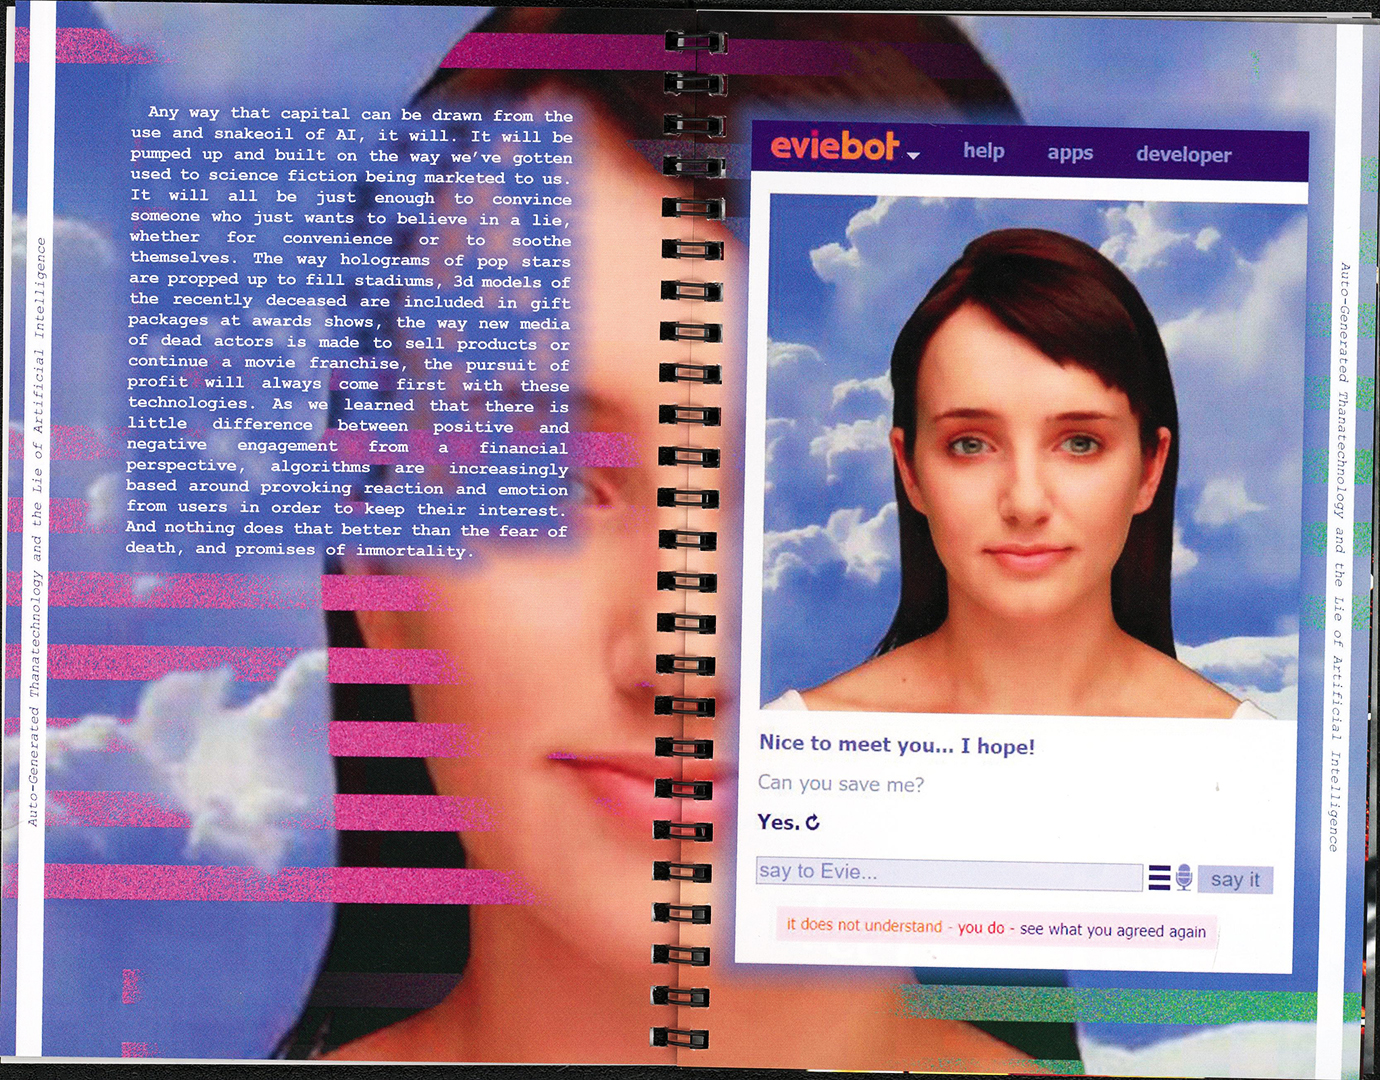 Auto-Generated Thanatechnology and the Lie of Artificial Intelligence
Any way that capital can be drawn from the
use and snakeoil of AI, it will. It will be
pumped up and built on the way we've gotten
used to science fiction being marketed to us.
It will all be just enough to convince
someone who just wants to believe in a lie,
whether for convenience or to soothe
themselves. The way holograms of pop stars
are propped up to fill stadiums, 3d models of
the recently deceased are included in gift
packages at awards shows, the way new media
of dead actors is made to sell products or
continue a movie franchise, the pursuit of
profit will always come first with these
technologies. As we learned that there is
little difference between positive and
negative engagement from a financial
perspective, algorithms are increasingly
based around provoking reaction and emotion
from users in order to keep their interest.
And nothing does that better than the fear of
death, and promises of immortality.
eviebot help apps developer
Nice to meet you... I hope!
Can you save me?
Yes.
say to Evie... say it
it does not understand - you do - see what you agreed again
Auto-Generated Thanatechnology and the Lie of Artificial Intelligence